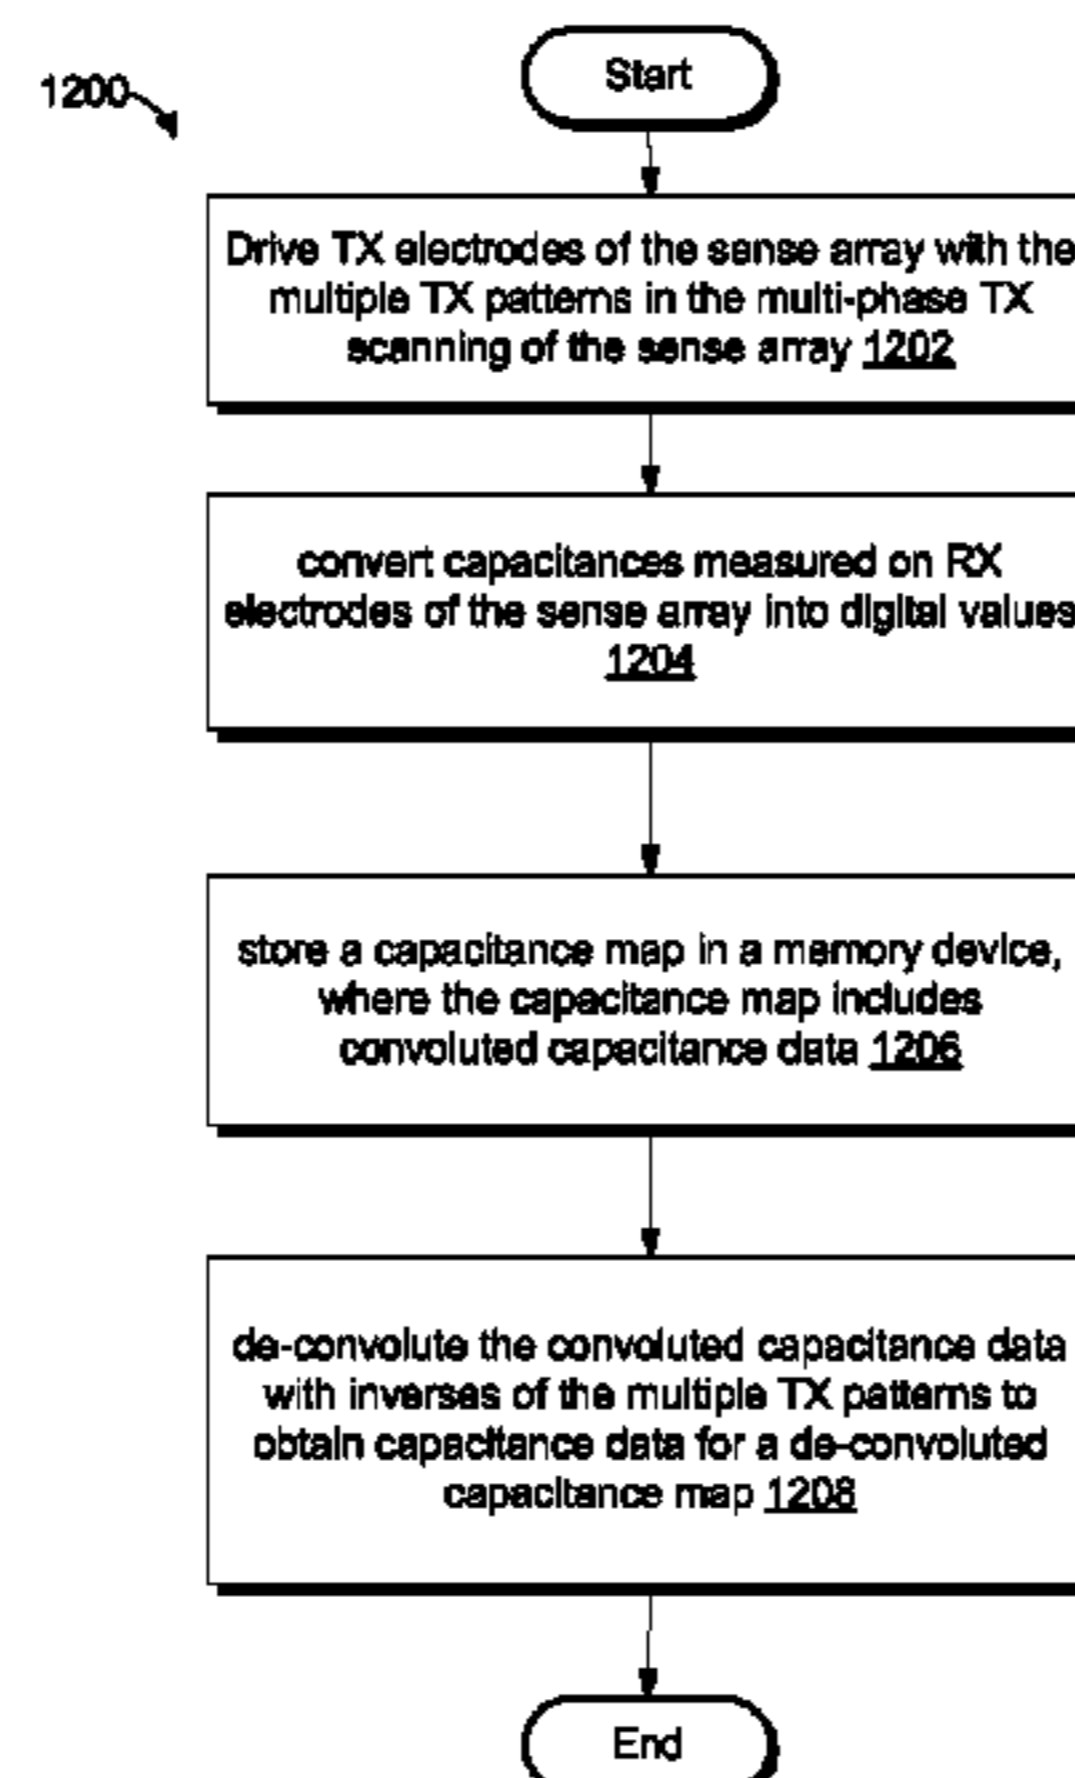 Start
1200
Drive TX electrodes of the sense array with the
multiple TX patterns in the multi-phase TX
scanning of the sense array 1202
convert capacitances measured on RX
electrodes of the sense array into digital values
1204
store a capacitance map in a memory device,
where the capacitance map includes
convoluted capacitance data 1206
de-convolute the convoluted capacitance data
with inverses of the multiple TX patterns to
obtain capacitance data for a de-convoluted
capacitance map 1208
End